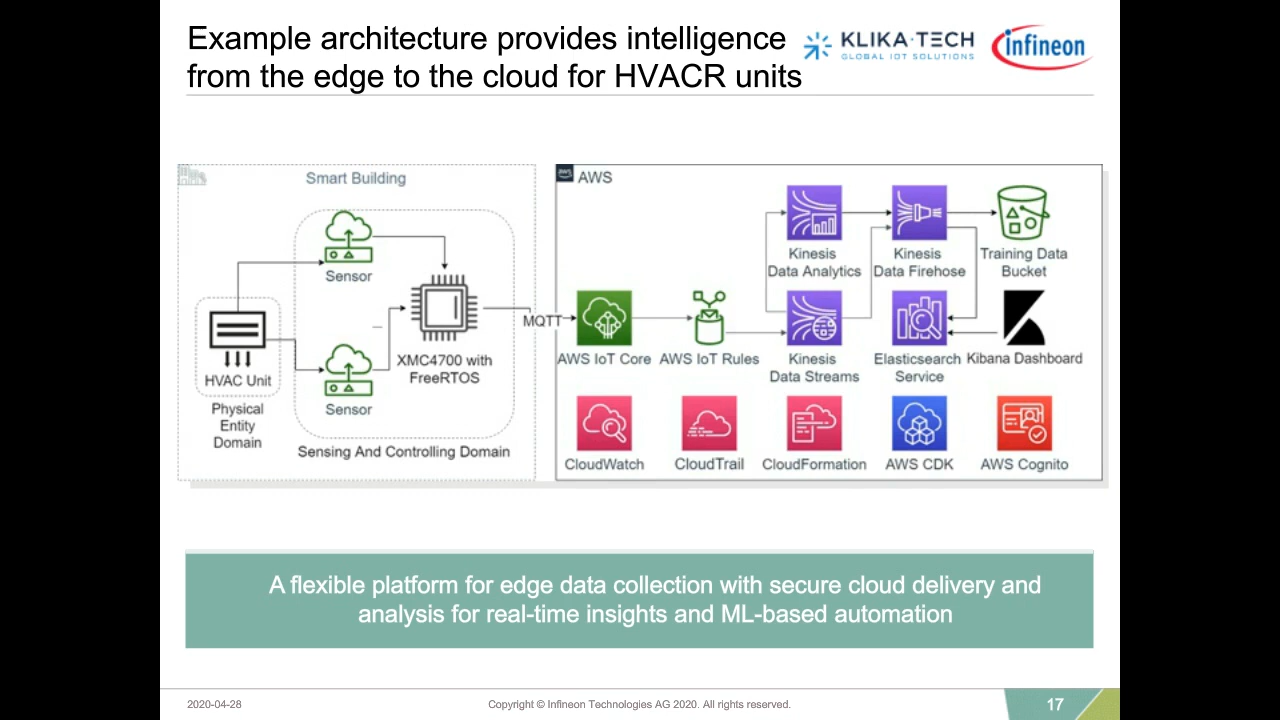 Example architecture provides intelligence
from the edge to the cloud for HVACR units
KLIKA·TECH
GLOBAL IOT SOLUTIONS
infineon
Smart Building
Sensor
HVAC Unit
Physical
Entity
Domain
Sensor
XMC4700 with
FreeRTOS
Sensing And Controlling Domain
MQTT
aws
AWS
Kinesis
Data Analytics
Kinesis
Data Firehose
Training Data
Bucket
AWS IoT Core
AWS IoT Rules
Kinesis
Data Streams
Elasticsearch
Service
Kibana Dashboard
CloudWatch
CloudTrail
CloudFormation
AWS CDK
AWS Cognito
A flexible platform for edge data collection with secure cloud delivery and
analysis for real-time insights and ML-based automation
2020-04-28
Copyright © Infineon Technologies AG 2020. All rights reserved.
17